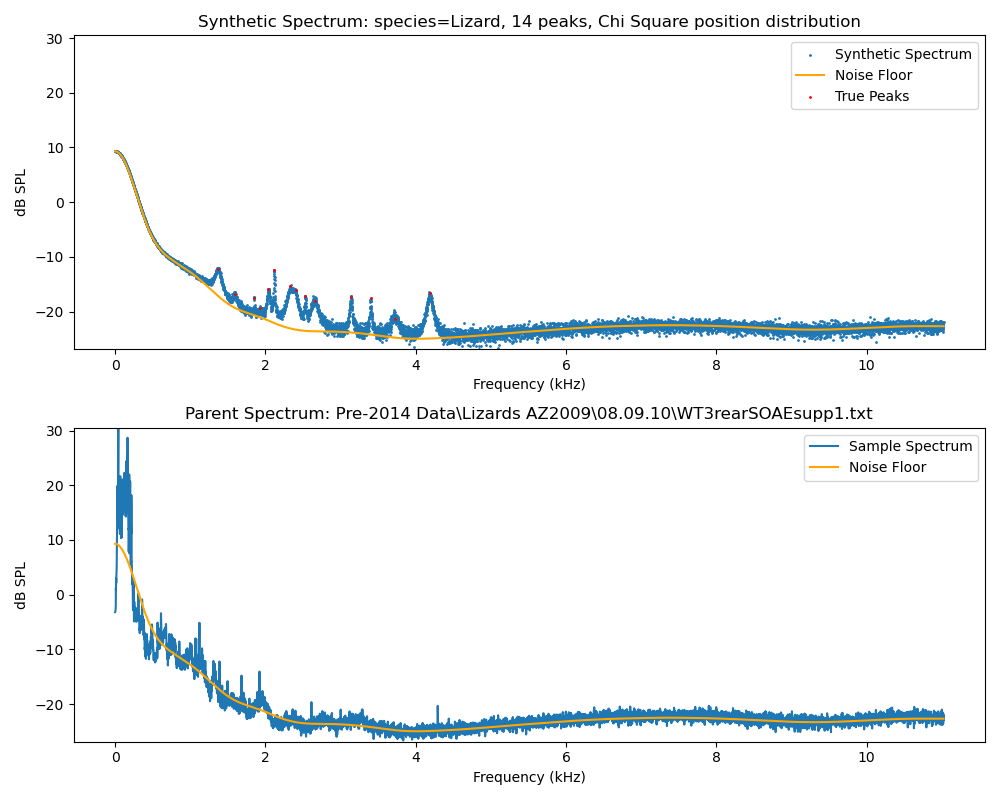 Synthetic Spectrum: species=Lizard, 14 peaks, Chi Square position distribution
30
20
10
0
−10
−20
dB SPL
Synthetic Spectrum
Noise Floor
True Peaks
0
2
4
6
8
10
Frequency (kHz)
Parent Spectrum: Pre-2014 Data\Lizards AZ2009\08.09.10\WT3rearSOAEsupp1.txt
30
20
10
0
−10
−20
dB SPL
Sample Spectrum
Noise Floor
0
2
4
6
8
10
Frequency (kHz)